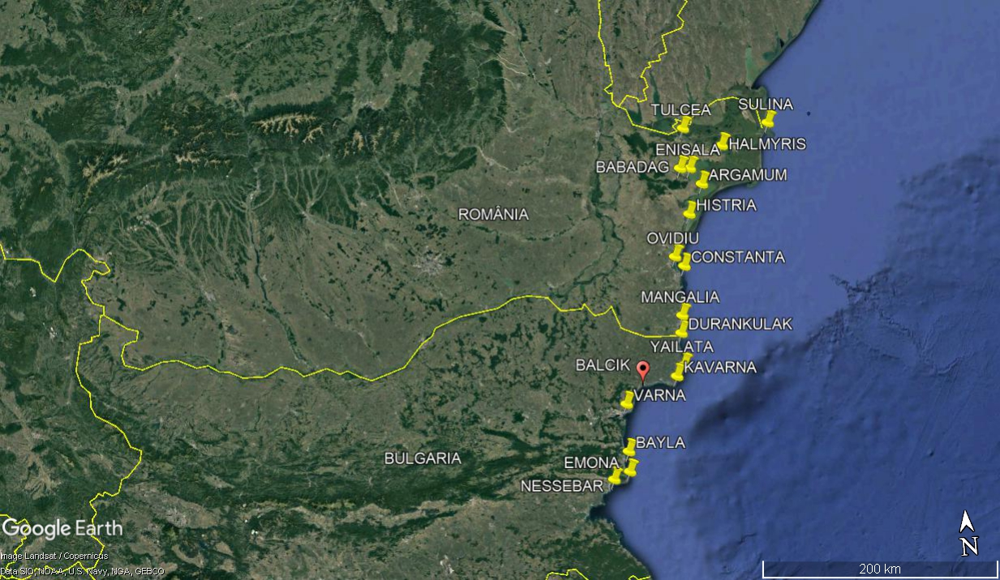 TULCEA
SULINA
HALMYRIS
ENISALA
BABADAG
ARGAMUM
HISTRIA
ROMÂNIA
OVIDIU
CONSTANTA
MANGALIA
DURANKULAK
YAILATA
BALCIK
KAVARNA
VARNA
BAYLA
BULGARIA
EMONA
NESSEBAR
Google Earth
Image Landsat / Copernicus
Data SIO, NOAA, U.S. Navy, NGA, GEBCO
N
200 km